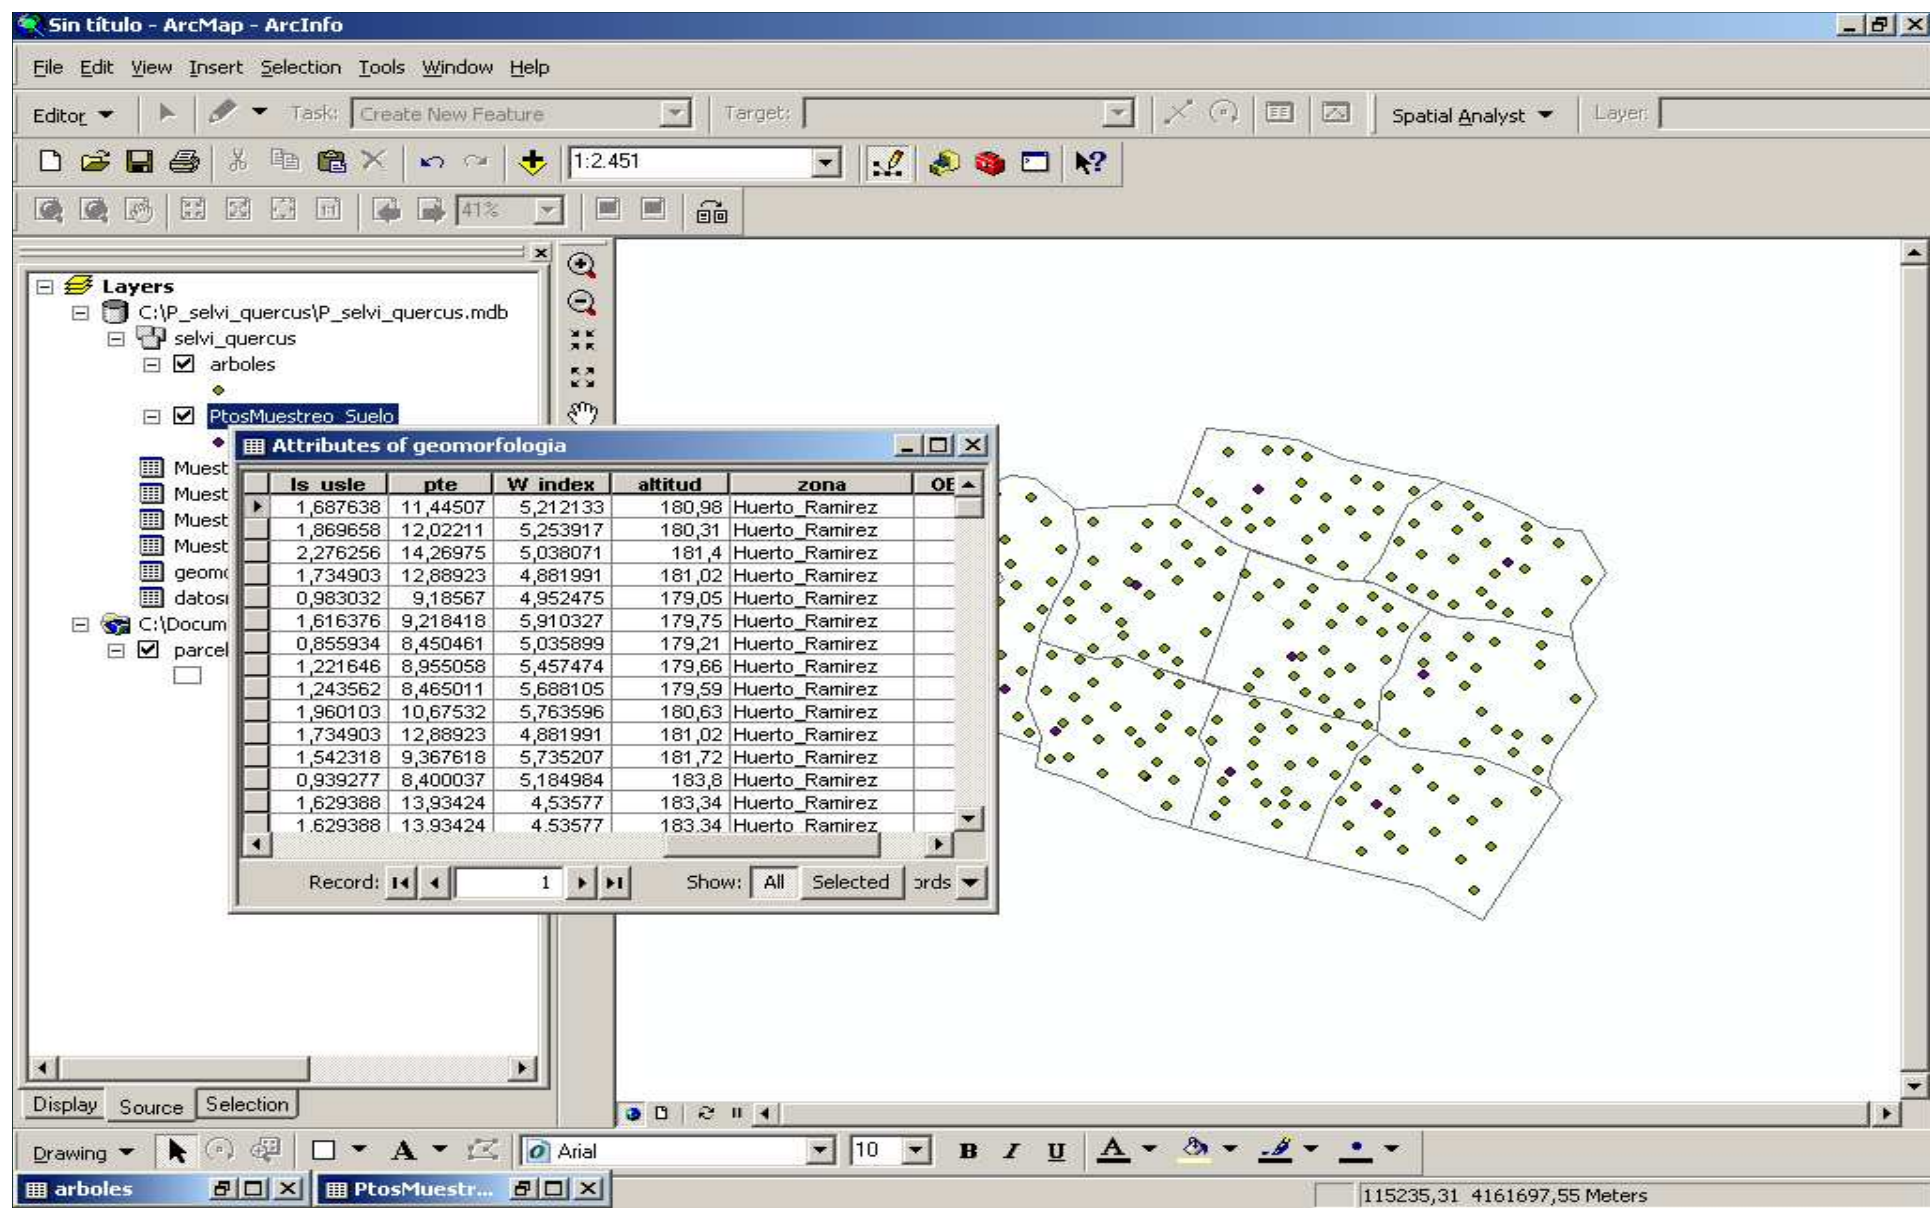 Sin título - ArcMap - ArcInfo
File Edit View Insert Selection Tools Window Help
Editor Task: Create New Feature Target: Spatial Analyst Layer:
1:2.451
41%
Layers
C:\P_selvi_quercus\P_selvi_quercus.mdb
selvi_quercus
arboles
PtosMuestreo_Suelo
Muest
Muest
Muest
Muest
geomo
datosr
C:\Docum
parcel
Attributes of geomorfologia
ls_usle pte W_index altitud zona OB
1,687638 11,44507 5,212133 180,98 Huerto_Ramirez
1,869658 12,02211 5,253917 180,31 Huerto_Ramirez
2,276256 14,26975 5,038071 181,4 Huerto_Ramirez
1,734903 12,88923 4,881991 181,02 Huerto_Ramirez
0,983032 9,18567 4,952475 179,05 Huerto_Ramirez
1,616376 9,218418 5,910327 179,75 Huerto_Ramirez
0,855934 8,450461 5,035899 179,21 Huerto_Ramirez
1,221646 8,955058 5,457474 179,66 Huerto_Ramirez
1,243562 8,465011 5,688105 179,59 Huerto_Ramirez
1,960103 10,67532 5,763596 180,63 Huerto_Ramirez
1,734903 12,88923 4,881991 181,02 Huerto_Ramirez
1,542318 9,367618 5,735207 181,72 Huerto_Ramirez
0,939277 8,400037 5,184984 183,8 Huerto_Ramirez
1,629388 13,93424 4,53577 183,34 Huerto_Ramirez
1,629388 13,93424 4,53577 183,34 Huerto_Ramirez
Record: 1 Show: All Selected ords
Display Source Selection
Drawing A Arial 10 B I U A
arboles PtosMuestr...
115235,31 4161697,55 Meters